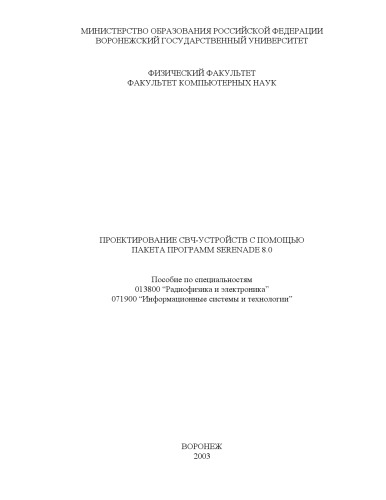 МИНИСТЕРСТВО ОБРАЗОВАНИЯ РОССИЙСКОЙ ФЕДЕРАЦИИ
ВОРОНЕЖСКИЙ ГОСУДАРСТВЕННЫЙ УНИВЕРСИТЕТ
ФИЗИЧЕСКИЙ ФАКУЛЬТЕТ
ФАКУЛЬТЕТ КОМПЬЮТЕРНЫХ НАУК
ПРОЕКТИРОВАНИЕ СВЧ-УСТРОЙСТВ С ПОМОЩЬЮ
ПАКЕТА ПРОГРАММ SERENADE 8.0
Пособие по специальностям
013800 “Радиофизика и электроника”
071900 “Информационные системы и технологии”
ВОРОНЕЖ
2003